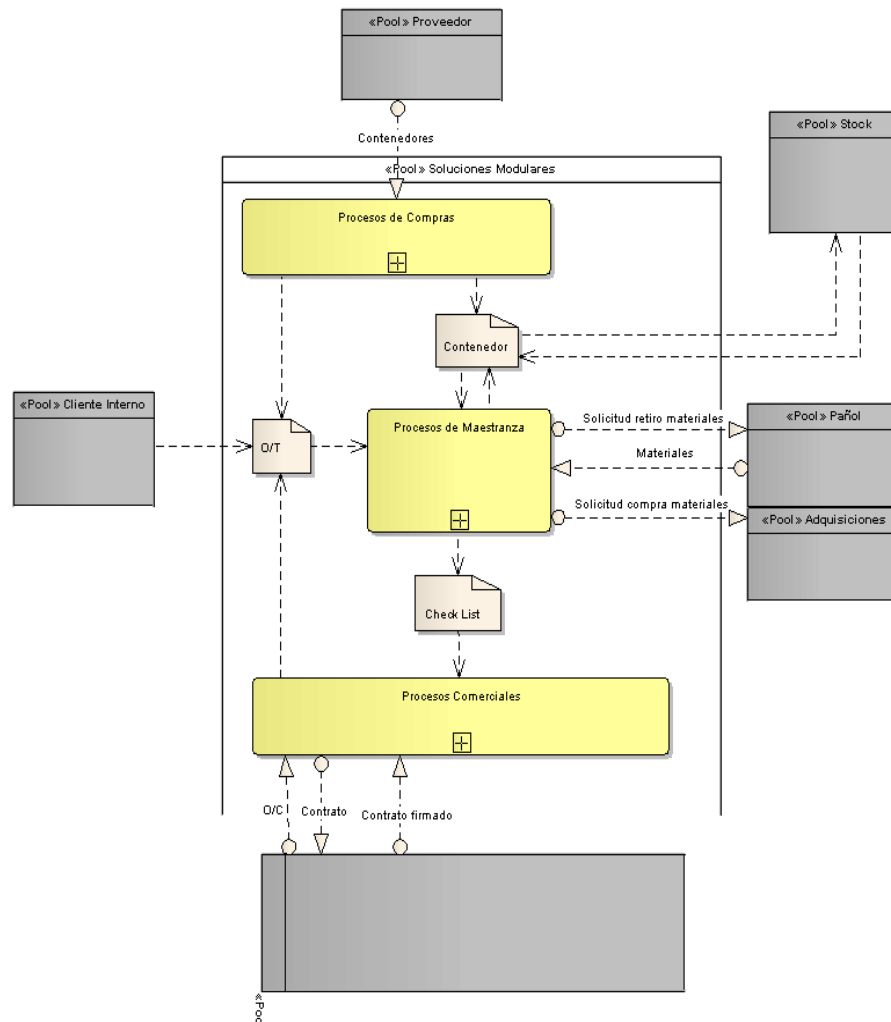 «Pool» Proveedor
Contenedores
«Pool» Stock
«Pool» Soluciones Modulares
Procesos de Compras
Contenedor
«Pool» Cliente Interno
O/T
Procesos de Maestranza
Solicitud retiro materiales
«Pool» Pañol
Materiales
Solicitud compra materiales
«Pool» Adquisiciones
Check List
Procesos Comerciales
O/C
Contrato
Contrato firmado
«Poo